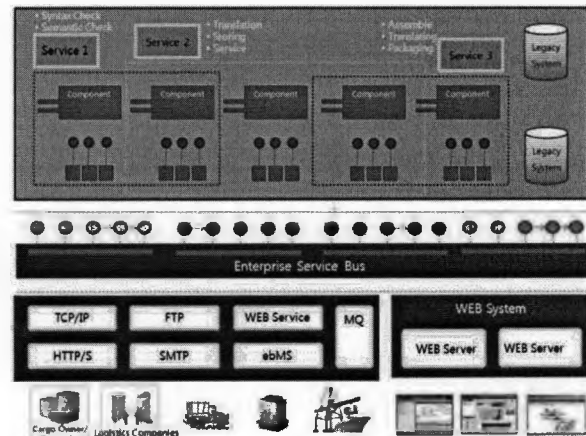 • Syntax Check
• Semantic Check
Service 1
Service 2
• Translation
• Storing
• Service
• Assemble
• Translating
• Packaging
Service 3
Legacy
System
Component
Component
Component
Component
Component
Legacy
System
Enterprise Service Bus
TCP/IP
FTP
WEB Service
MQ
HTTP/S
SMTP
ebMS
WEB System
WEB Server
WEB Server
Cargo Owner/
Logistics Companies